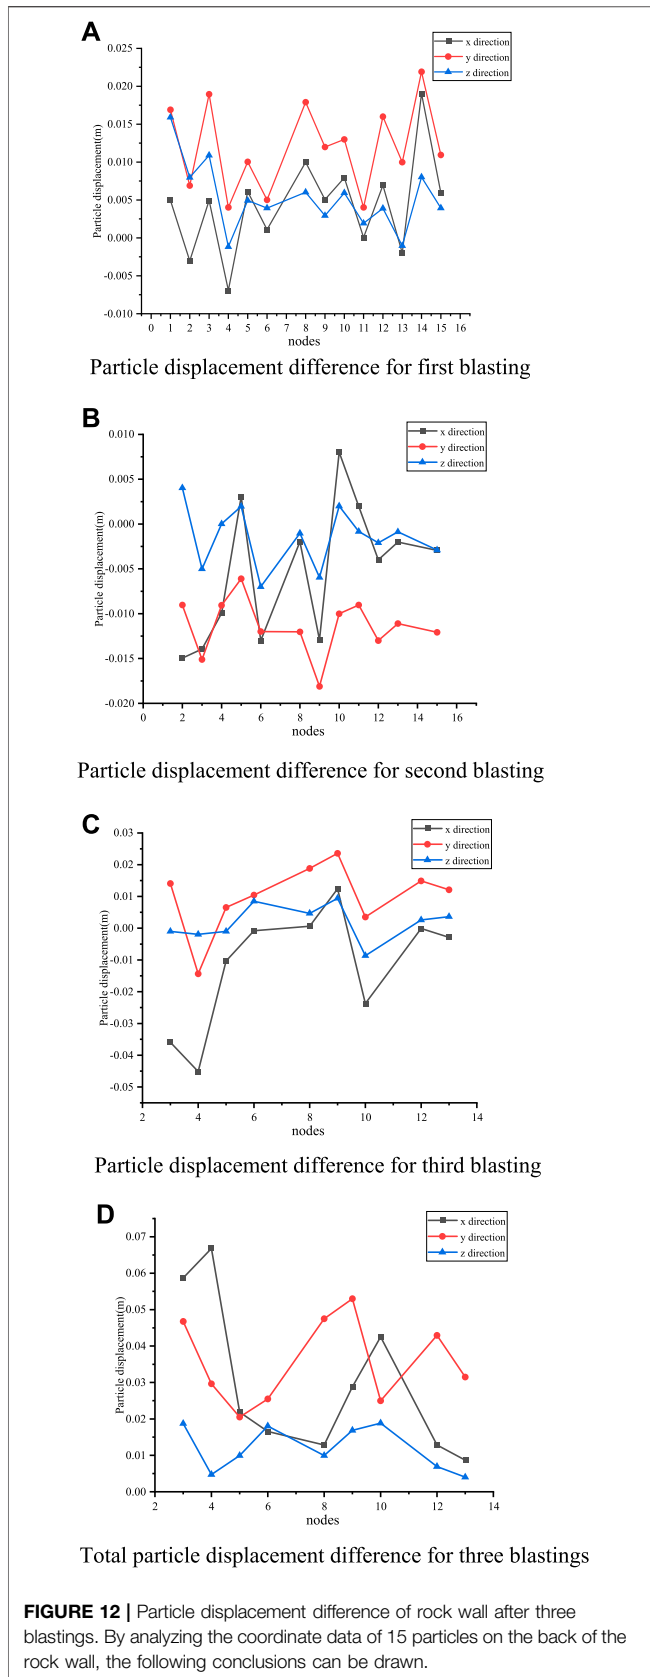 A
x direction
y direction
z direction
0.025
0.020
0.015
0.010
0.005
0.000
-0.005
-0.010
Particle displacement(m)
0 1 2 3 4 5 6 7 8 9 10 11 12 13 14 15 16
nodes
Particle displacement difference for first blasting
B
x direction
y direction
z direction
0.010
0.005
0.000
-0.005
-0.010
-0.015
-0.020
Particle displacement(m)
0 2 4 6 8 10 12 14 16
nodes
Particle displacement difference for second blasting
C
x direction
y direction
z direction
0.03
0.02
0.01
0.00
-0.01
-0.02
-0.03
-0.04
-0.05
Particle displacement(m)
2 4 6 8 10 12 14
nodes
Particle displacement difference for third blasting
D
x direction
y direction
z direction
0.07
0.06
0.05
0.04
0.03
0.02
0.01
0.00
Particle displacement(m)
2 4 6 8 10 12 14
nodes
Total particle displacement difference for three blastings
FIGURE 12 | Particle displacement difference of rock wall after three
blastings. By analyzing the coordinate data of 15 particles on the back of the
rock wall, the following conclusions can be drawn.